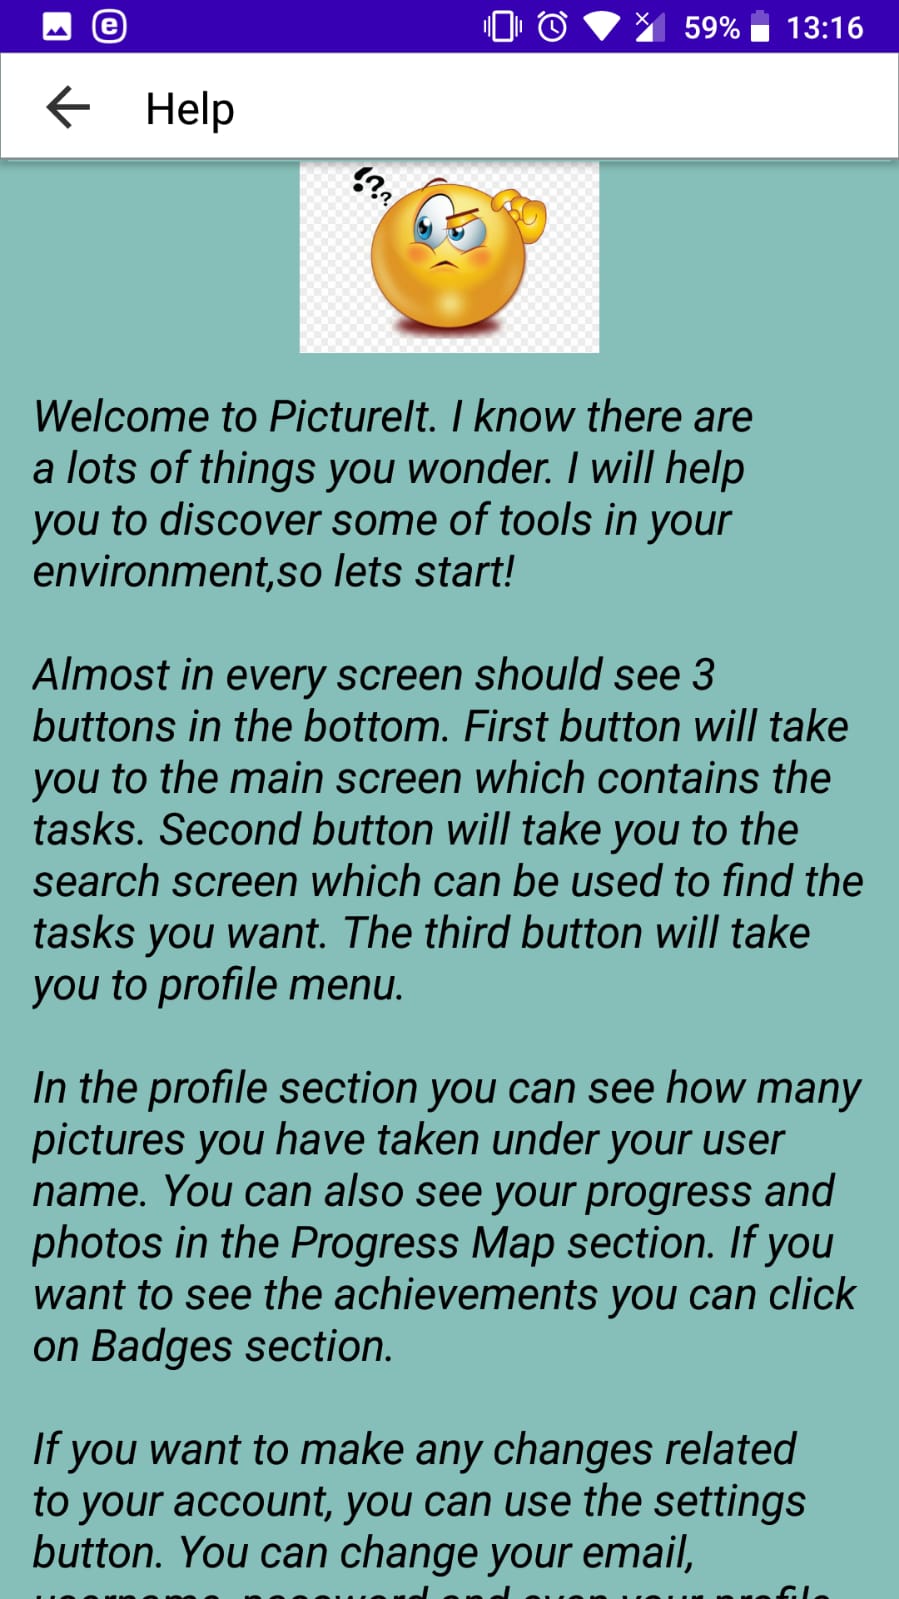 59% 13:16
Help
Welcome to PictureIt. I know there are
a lots of things you wonder. I will help
you to discover some of tools in your
environment,so lets start!
Almost in every screen should see 3
buttons in the bottom. First button will take
you to the main screen which contains the
tasks. Second button will take you to the
search screen which can be used to find the
tasks you want. The third button will take
you to profile menu.
In the profile section you can see how many
pictures you have taken under your user
name. You can also see your progress and
photos in the Progress Map section. If you
want to see the achievements you can click
on Badges section.
If you want to make any changes related
to your account, you can use the settings
button. You can change your email,
username, password and even your profile